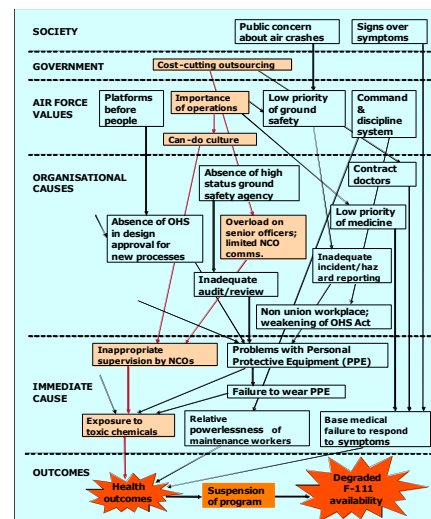 SOCIETY
Public concern
about air crashes
Signs over
symptoms
GOVERNMENT
Cost-cutting outsourcing
AIR FORCE
VALUES
Platforms
before
people
Importance of
operations
Low priority
of ground
safety
Command &
discipline
system
Can-do culture
ORGANISATIONAL
CAUSES
Absence of high
status ground
safety agency
Contract
doctors
Absence of OHS
in design
approval for
new processes
Overload on
senior officers;
limited NCO
comms.
Low priority
of medicine
Inadequate
incident/haz
ard reporting
Inadequate
audit/review
Non union workplace;
weakening of OHS Act
Inappropriate
supervision by NCOs
Problems with Personal
Protective Equipment (PPE)
IMMEDIATE
CAUSE
Failure to wear PPE
Exposure to
toxic chemicals
Relative
powerlessness of
maintenance workers
Base medical
failure to respond
to symptoms
OUTCOMES
Health
outcomes
Suspension
of program
Degraded
F-111
availability